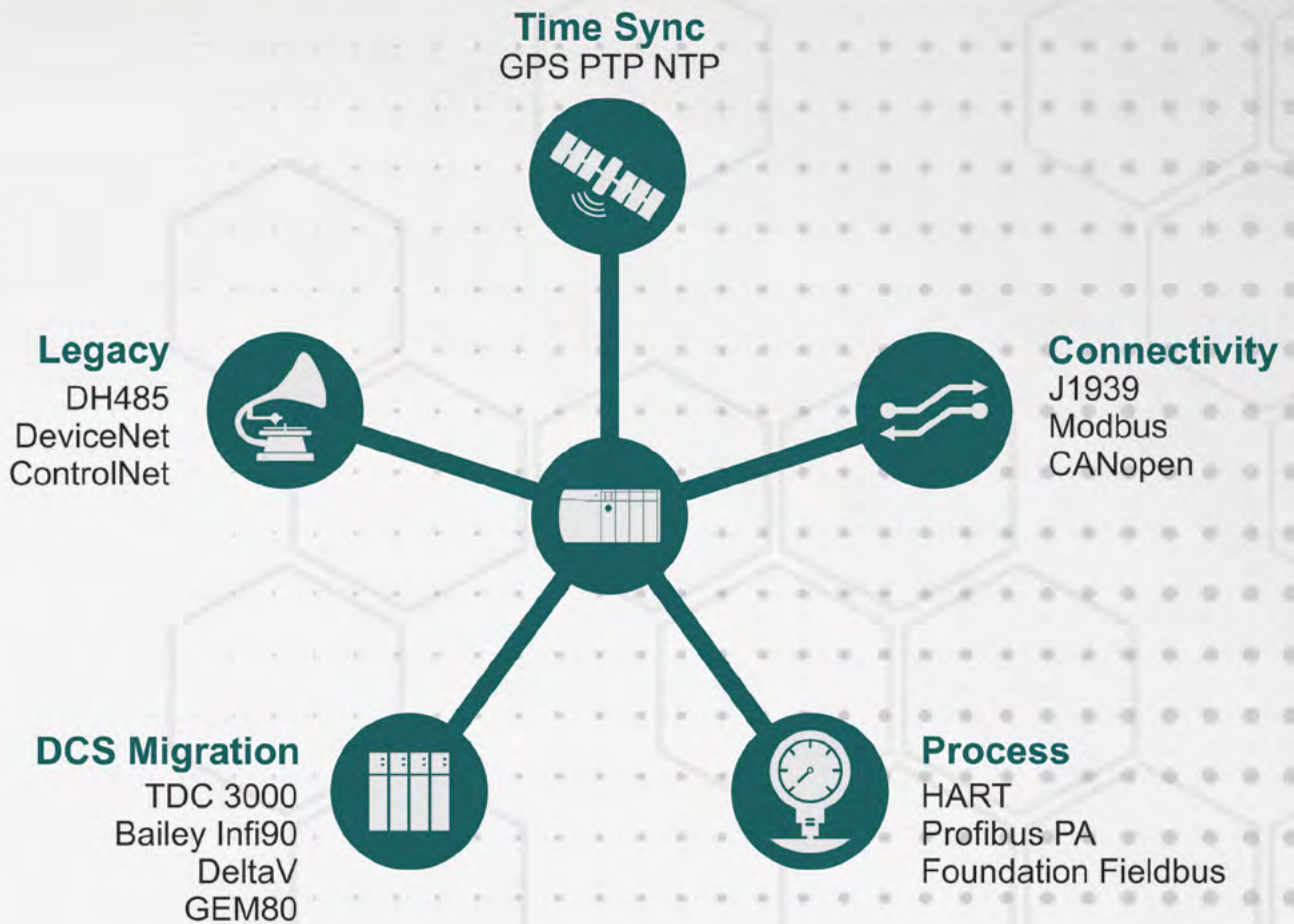 Time Sync
GPS PTP NTP
Legacy
DH485
DeviceNet
ControlNet
Connectivity
J1939
Modbus
CANopen
DCS Migration
TDC 3000
Bailey Infi90
DeltaV
GEM80
Process
HART
Profibus PA
Foundation Fieldbus